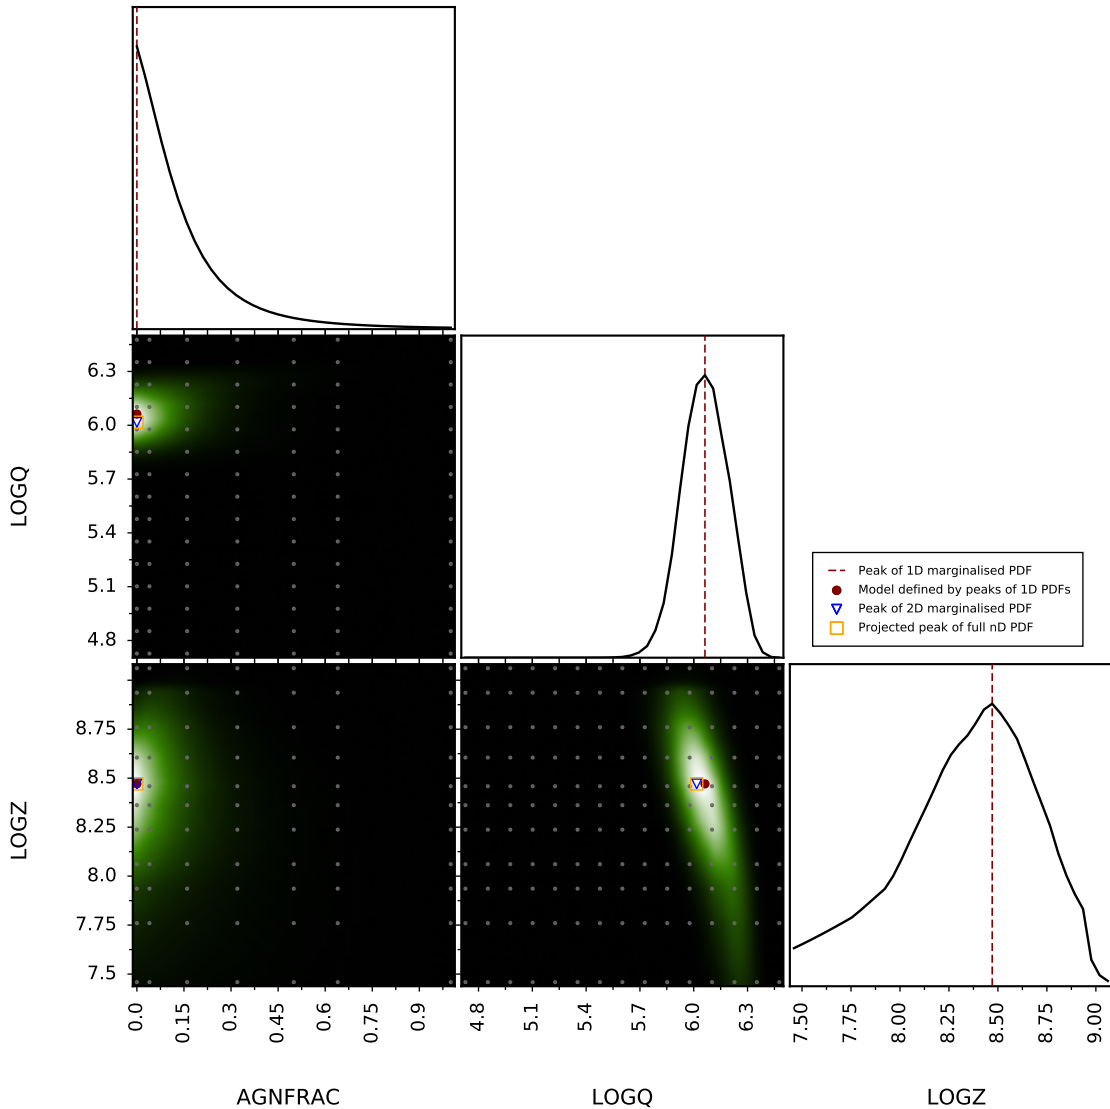 6.3
6.0
5.7
5.4
5.1
4.8
LOGQ
Peak of 1D marginalised PDF
Model defined by peaks of 1D PDFs
Peak of 2D marginalised PDF
Projected peak of full nD PDF
8.75
8.5
8.25
8.0
7.75
7.5
LOGZ
0.0 0.15 0.3 0.45 0.6 0.75 0.9
4.8 5.1 5.4 5.7 6.0 6.3
7.50 7.75 8.00 8.25 8.50 8.75 9.00
AGNFRAC LOGQ LOGZ